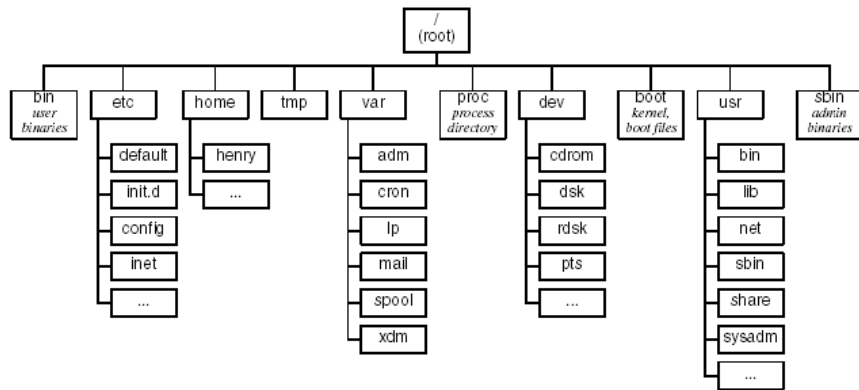 /
(root)
bin
user
binaries
etc
home
tmp
var
proc
process
directory
dev
boot
kernel,
boot files
usr
sbin
admin
binaries
default
init.d
config
inet
...
henry
...
adm
cron
lp
mail
spool
xdm
cdrom
dsk
rdsk
pts
...
bin
lib
net
sbin
share
sysadm
...